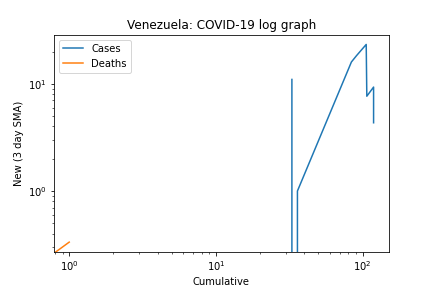 Venezuela: COVID-19 log graph
Cases
Deaths
New (3 day SMA)
10¹
10⁰
10⁰ 10¹ 10²
Cumulative